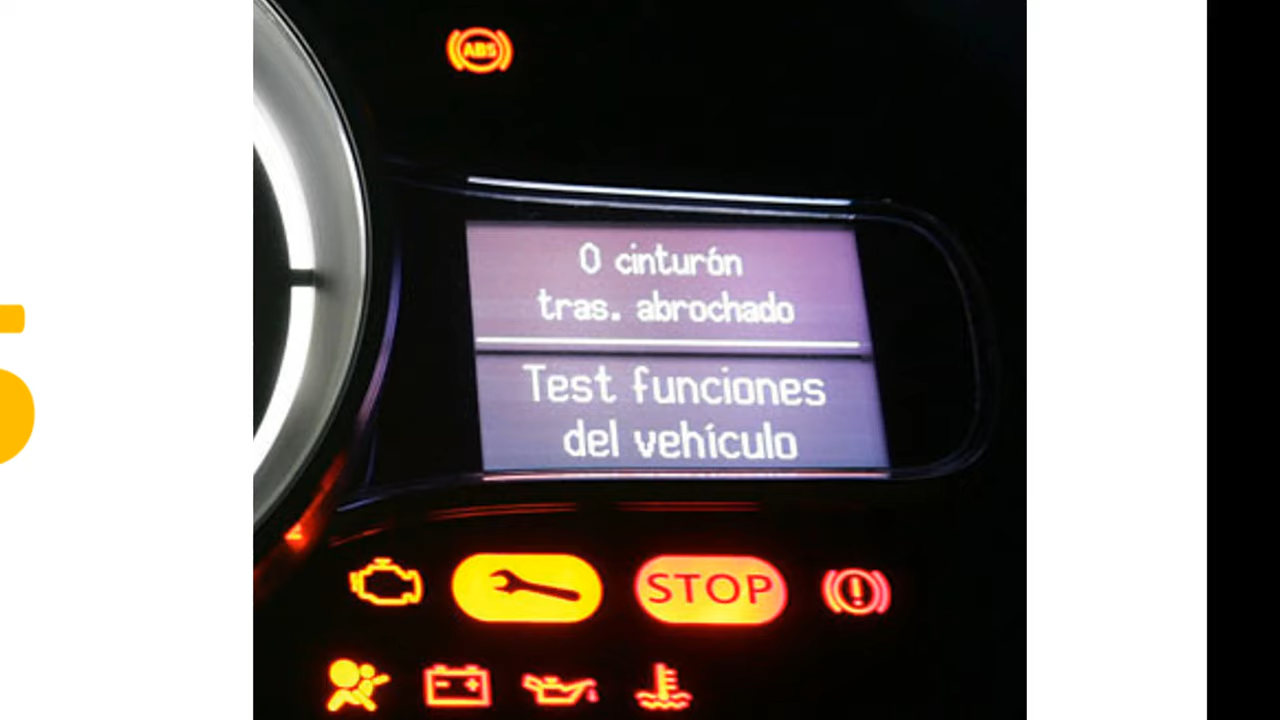 ABS
0 cinturón
tras. abrochado
Test funciones
del vehículo
STOP